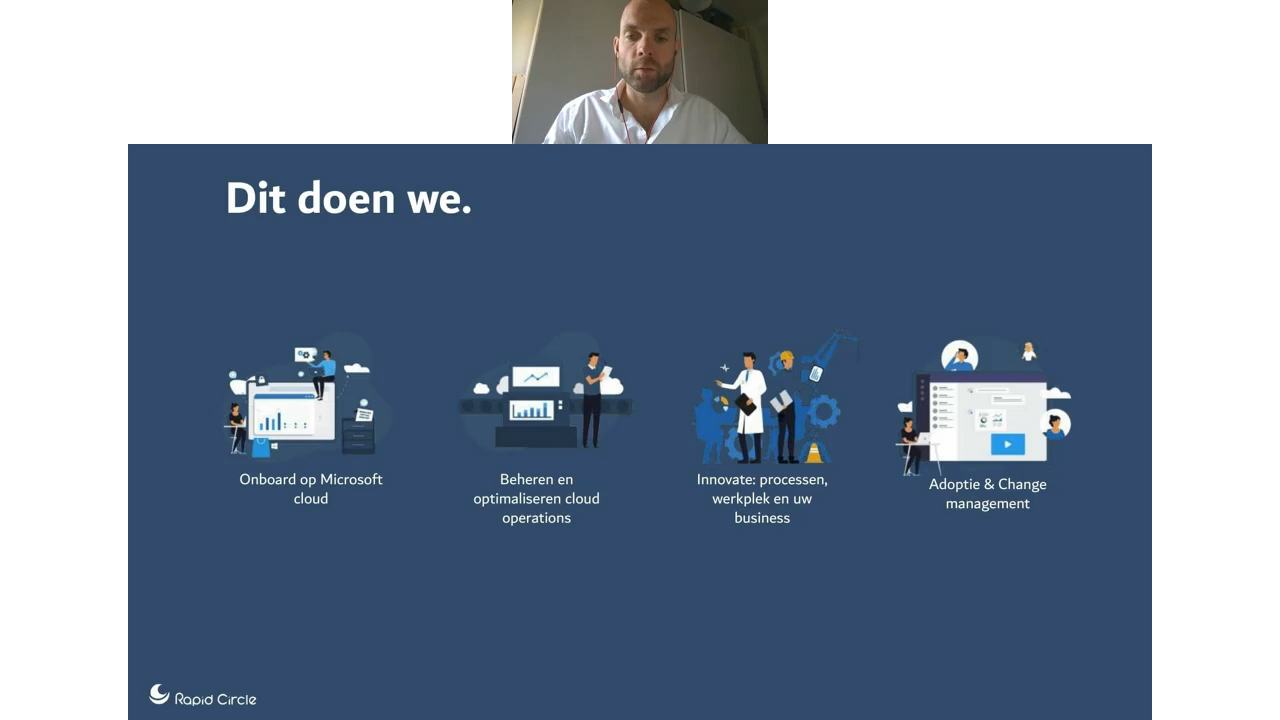 Dit doen we.
Onboard op Microsoft
cloud
Beheren en
optimaliseren cloud
operations
Innovate: processen,
werkplek en uw
business
Adoptie & Change
management
Rapid Circle